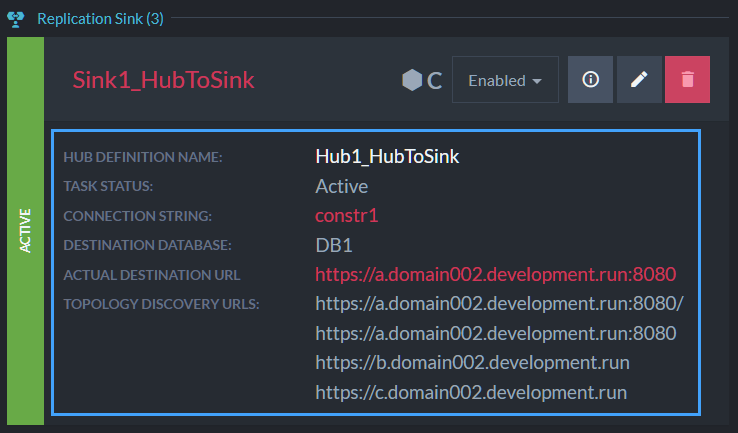 Replication Sink (3)
Sink1_HubToSink C Enabled
ACTIVE
HUB DEFINITION NAME: Hub1_HubToSink
TASK STATUS: Active
CONNECTION STRING: constr1
DESTINATION DATABASE: DB1
ACTUAL DESTINATION URL https://a.domain002.development.run:8080
TOPOLOGY DISCOVERY URLS: https://a.domain002.development.run:8080/
https://a.domain002.development.run:8080
https://b.domain002.development.run
https://c.domain002.development.run